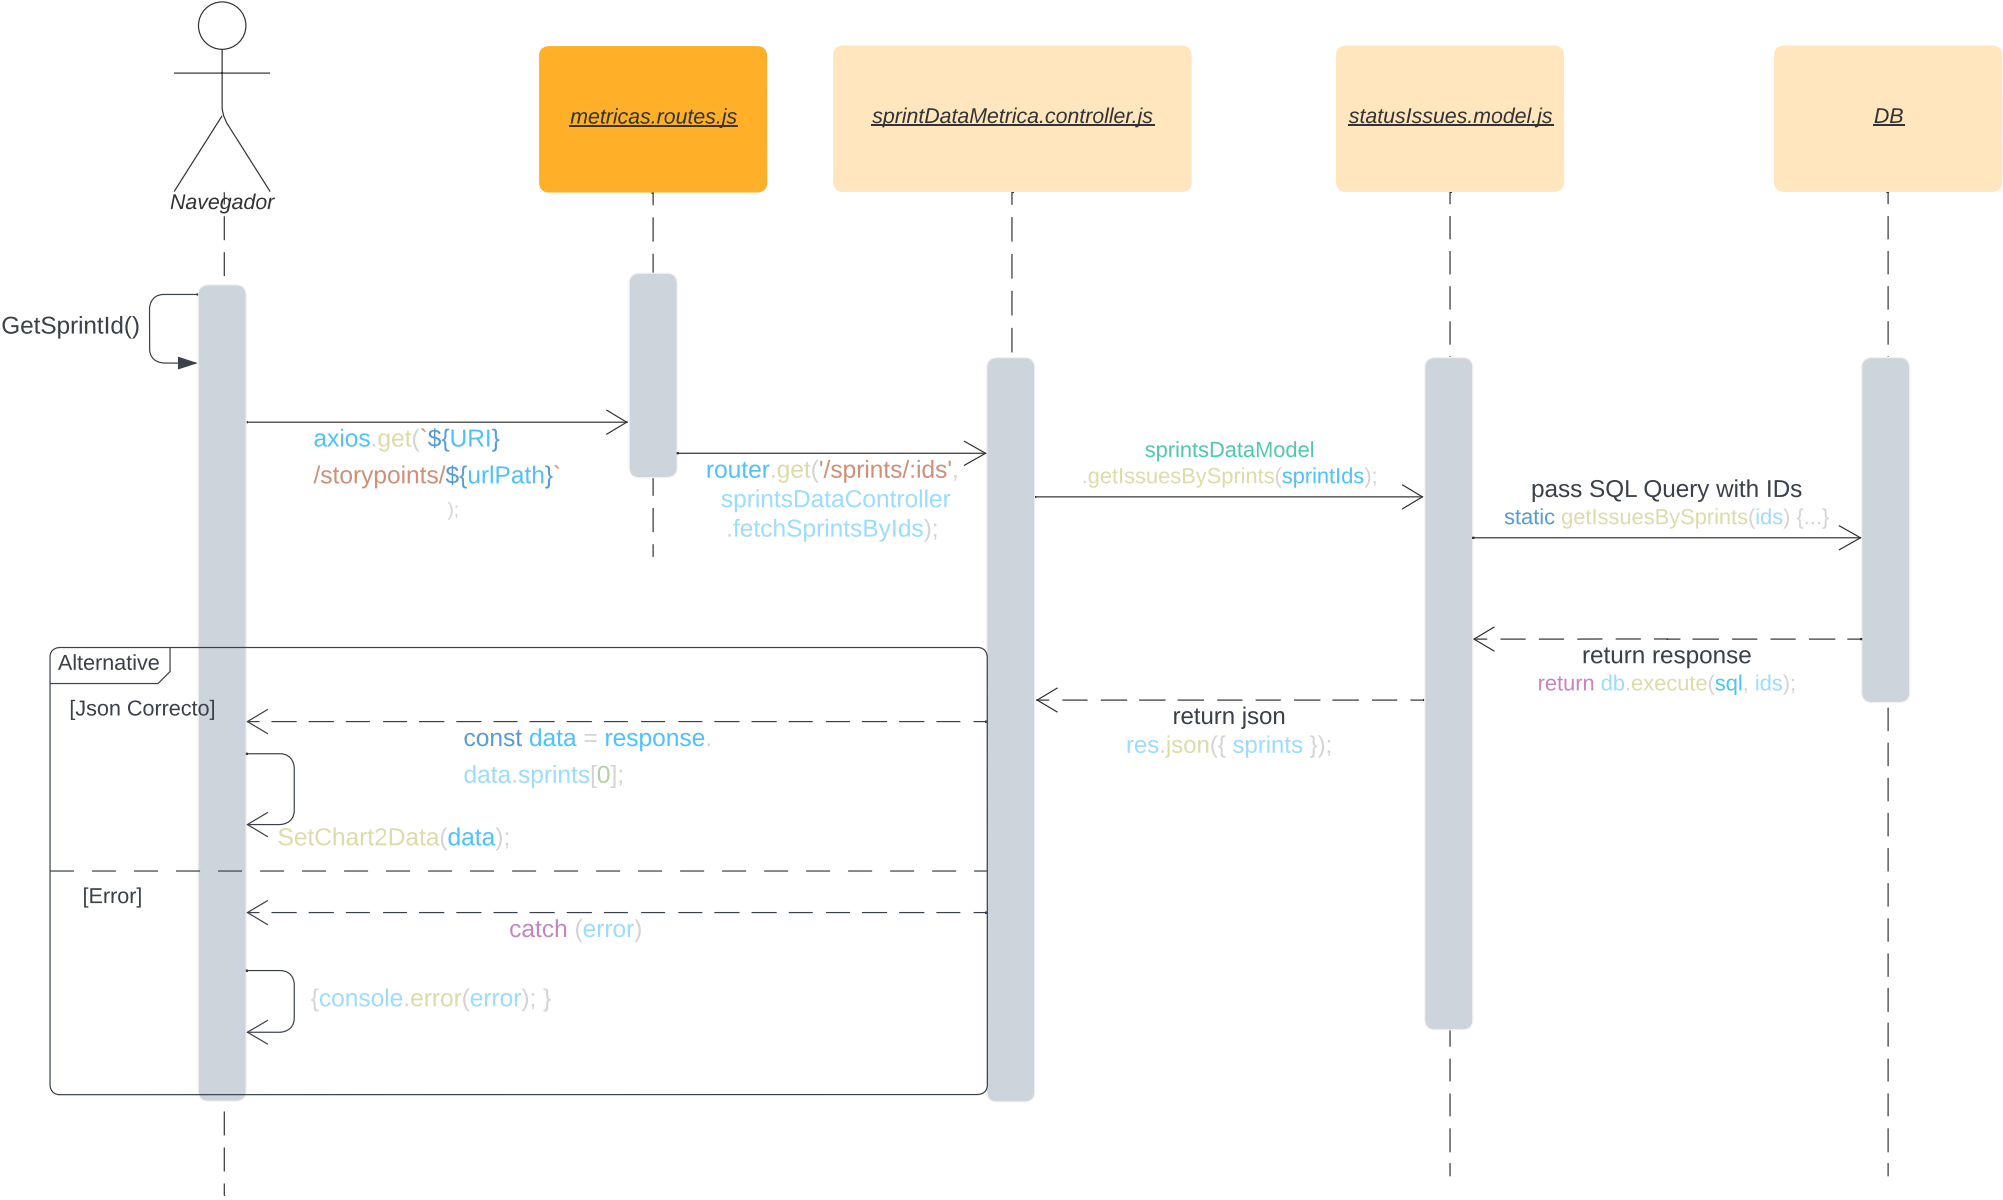 metricas.routes.js
sprintDataMetrica.controller.js
statusIssues.model.js
DB
Navegador
GetSprintId()
axios.get(`${URI}
/storypoints/${urlPath}`
);
router.get('/sprints/:ids',
sprintsDataController
.fetchSprintsByIds);
sprintsDataModel
.getIssuesBySprints(sprintIds);
pass SQL Query with IDs
static getIssuesBySprints(ids) {...}
return response
return db.execute(sql, ids);
return json
res.json({ sprints });
Alternative
[Json Correcto]
const data = response.
data.sprints[0];
SetChart2Data(data);
[Error]
catch (error)
{console.error(error); }